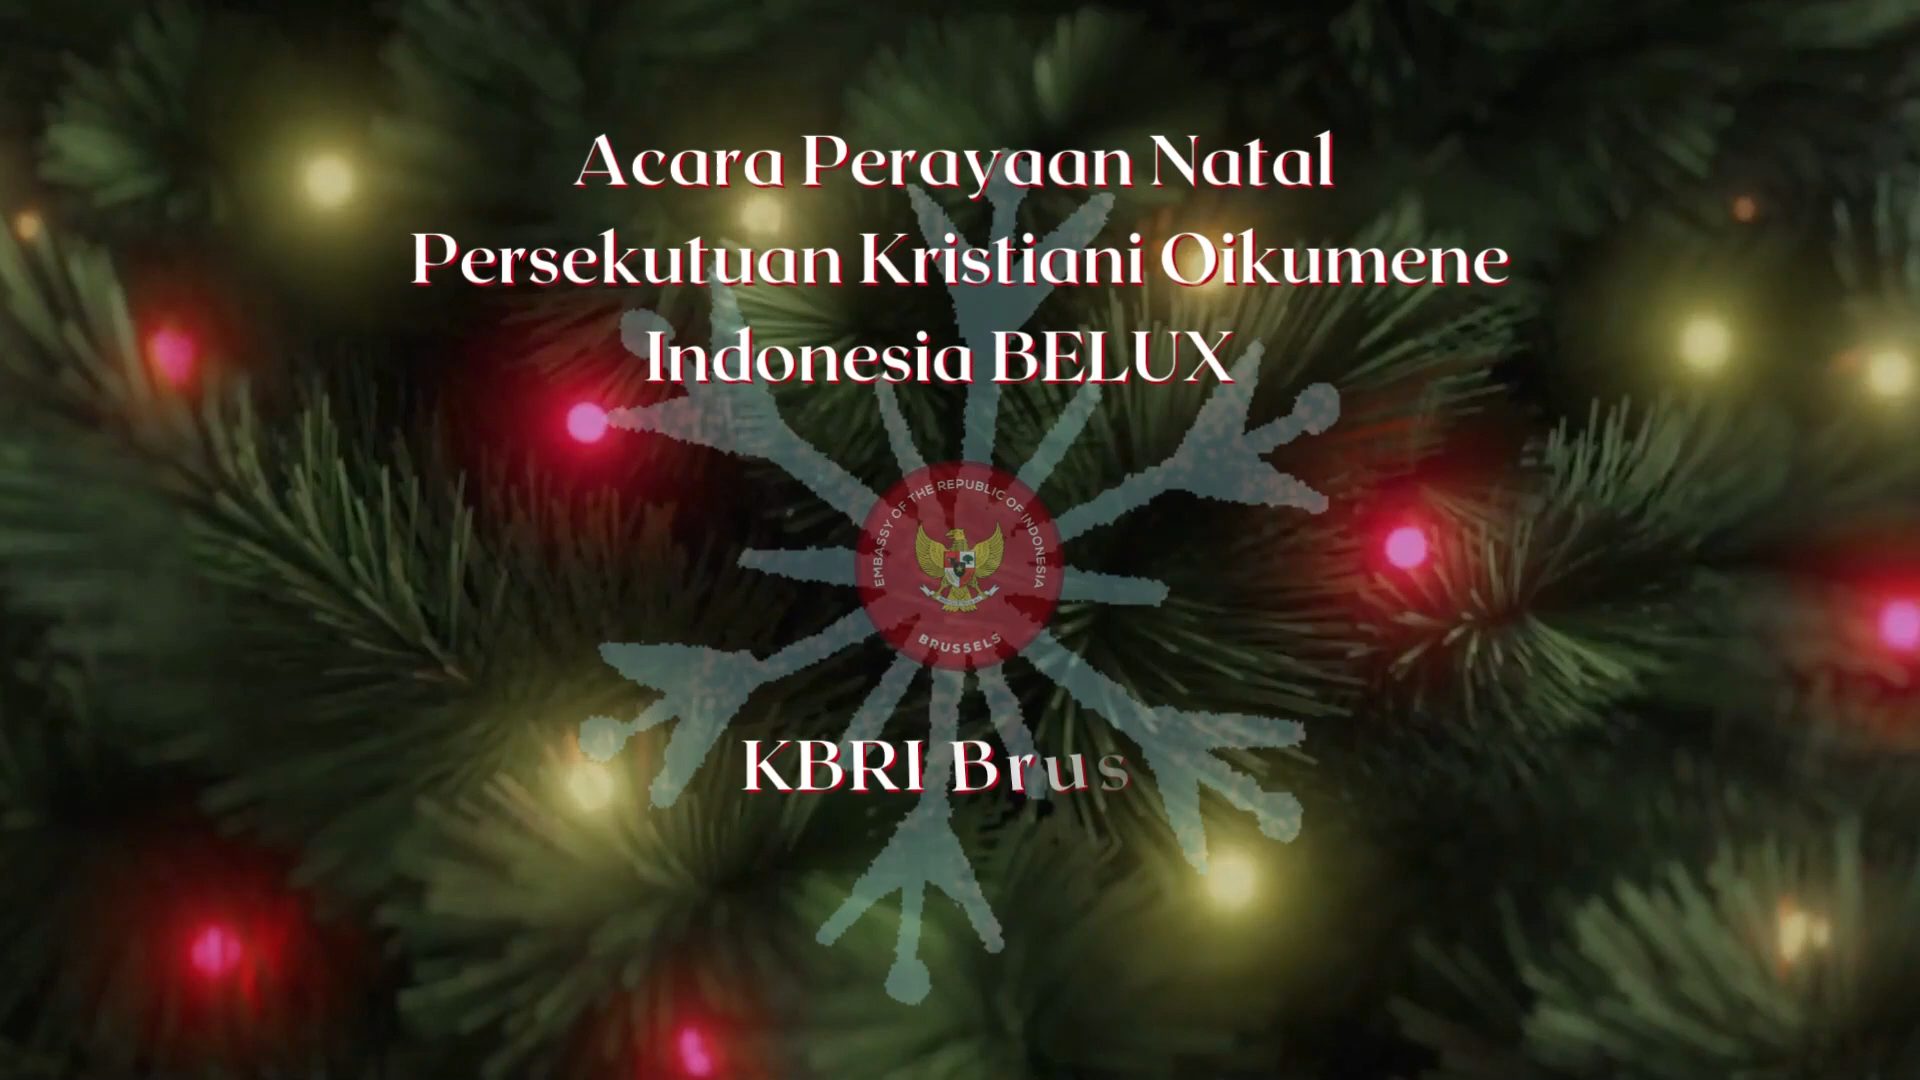 Acara Perayaan Natal
Persekutuan Kristiani Oikumene
Indonesia BELUX
EMBASSY OF THE REPUBLIC OF INDONESIA
BRUSSELS
KBRI Brus